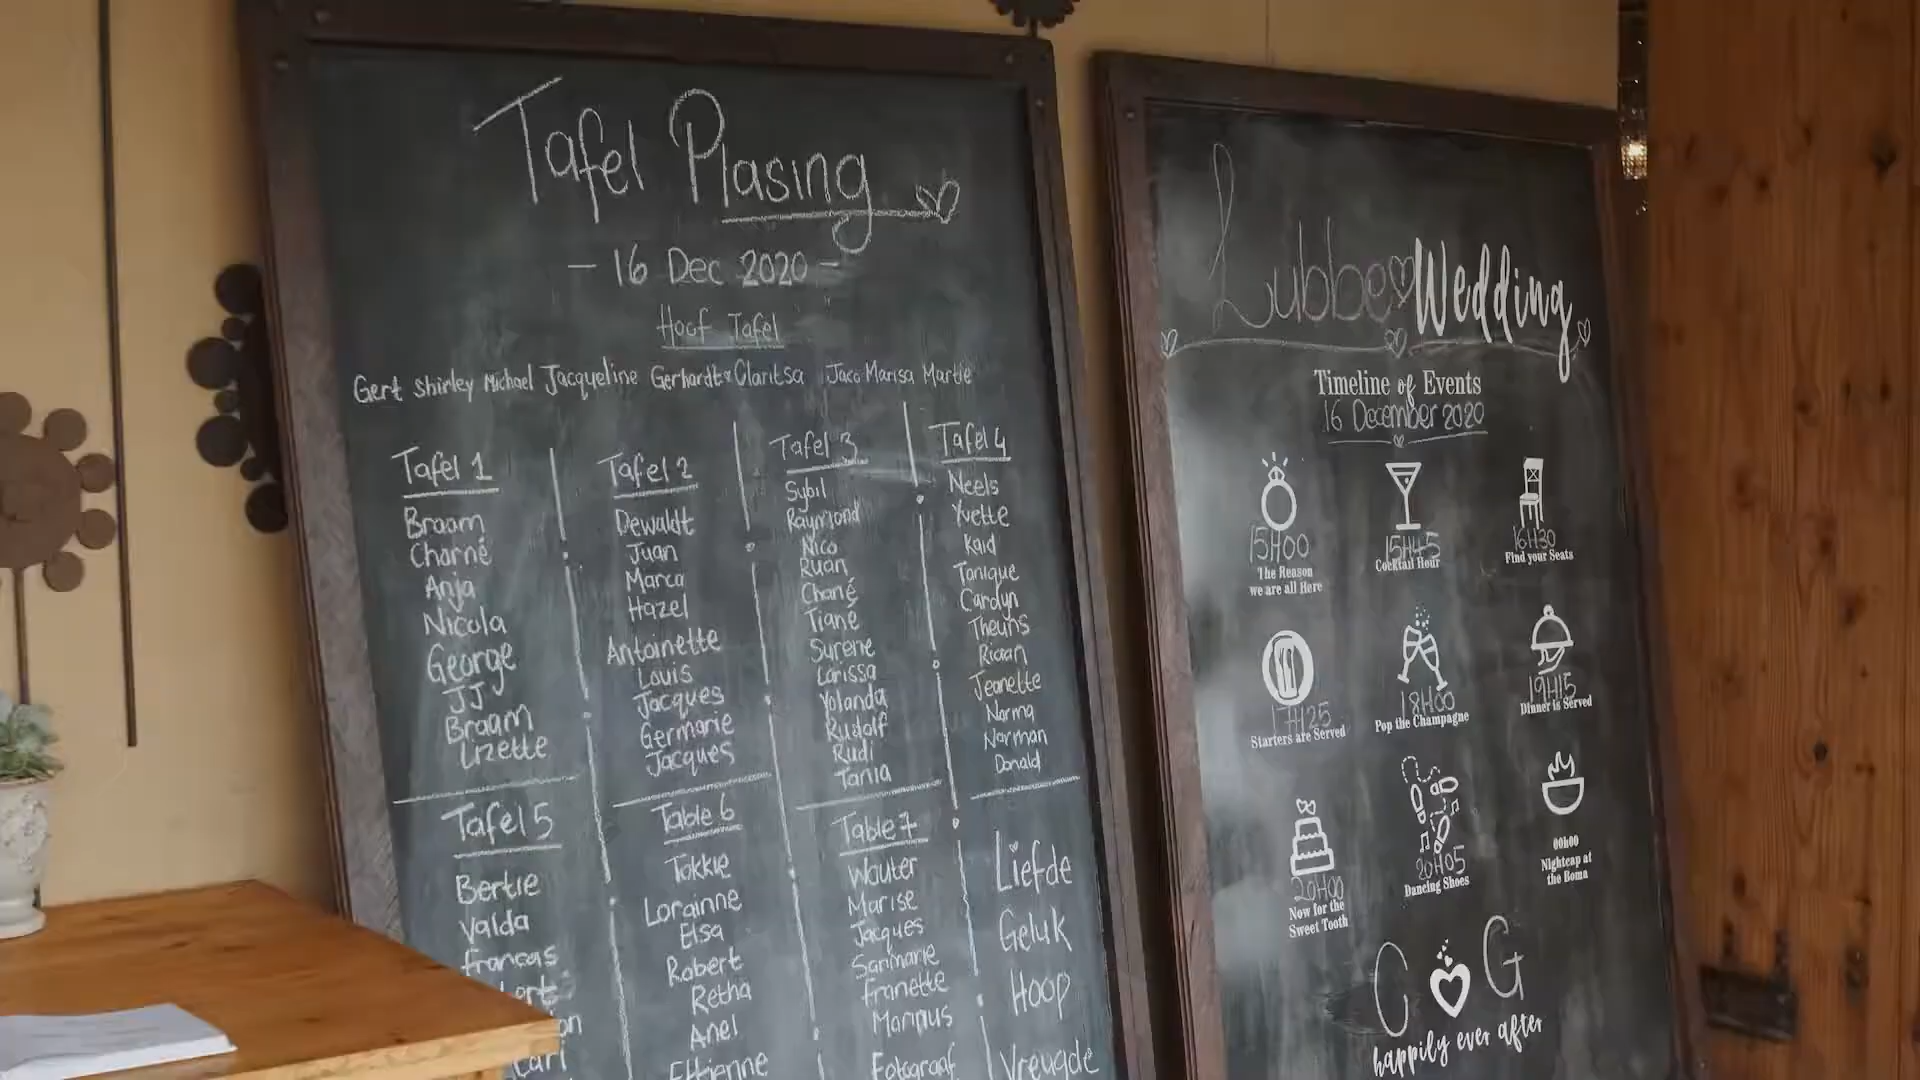 Tafel Plasing
- 16 Dec 2020 -
Hoof Tafel
Gert Shirley Michael Jacqueline Gerhardt & Claritsa Jaco Marisa Martie
Tafel 1
Braam
Charné
Anja
Nicola
George
JJ
Braam
Lizette
Tafel 2
Dewaldt
Juan
Marco
Hazel
Antoinette
Louis
Jacques
Germarie
Jacques
Tafel 3
Sybil
Raymond
Nico
Ruan
Chané
Tiané
Surene
Larissa
Yolanda
Rudolf
Rudi
Tania
Tafel 4
Neels
Yvette
Kaid
Tanique
Carolyn
Theuns
Riaan
Jeanette
Norma
Norman
Donald
Tafel 5
Bertie
Valda
Francas
Table 6
Tokkie
Lorainne
Elsa
Robert
Retha
Anel
Ettienne
Table 7
Wouter
Marise
Jacques
Sanmarie
Franette
Marnus
Fotograaf
Liefde
Geluk
Hoop
Vreugde
Lubbe Wedding
Timeline of Events
16 December 2020
15H00
The Reason
we are all Here
15H45
Cocktail Hour
16H30
Find your Seats
17H25
Starters are Served
18H00
Pop the Champagne
19H15
Dinner is Served
20H00
Now for the
Sweet Tooth
20H05
Dancing Shoes
00h00
Nightcap at
the Boma
C G
happily ever after